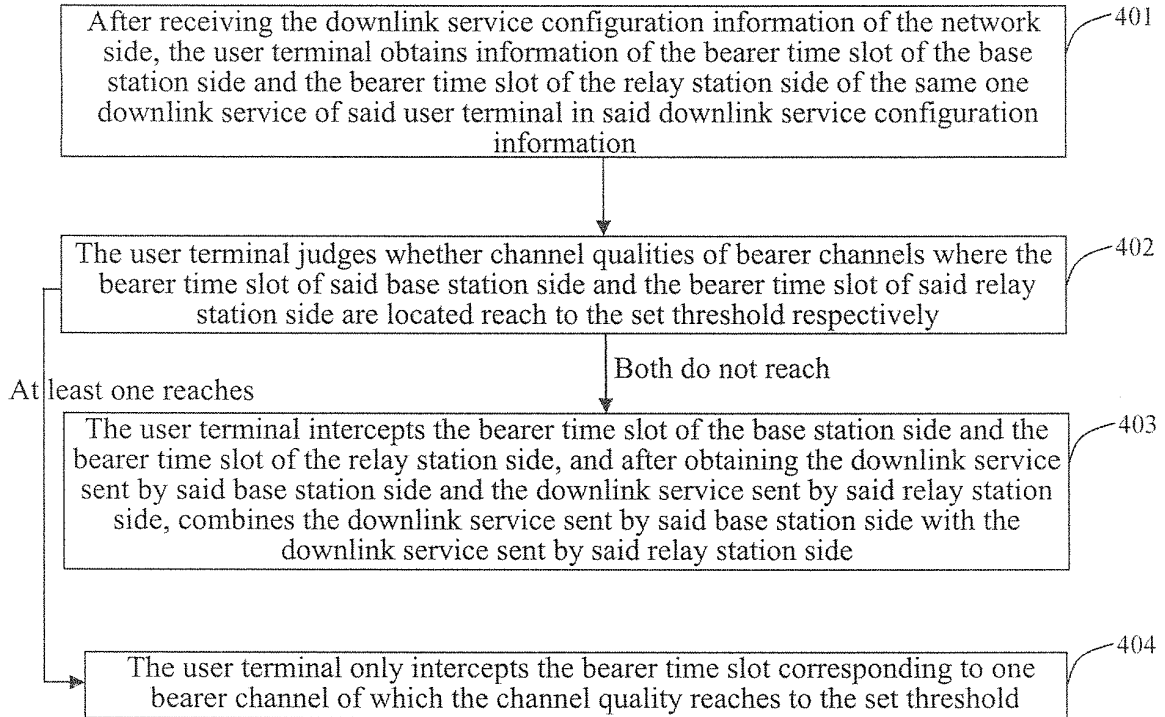 After receiving the downlink service configuration information of the network
side, the user terminal obtains information of the bearer time slot of the base
station side and the bearer time slot of the relay station side of the same one
downlink service of said user terminal in said downlink service configuration
information
401
The user terminal judges whether channel qualities of bearer channels where the
bearer time slot of said base station side and the bearer time slot of said relay
station side are located reach to the set threshold respectively
402
Both do not reach
At least one reaches
The user terminal intercepts the bearer time slot of the base station side and the
bearer time slot of the relay station side, and after obtaining the downlink service
sent by said base station side and the downlink service sent by said relay station
side, combines the downlink service sent by said base station side with the
downlink service sent by said relay station side
403
The user terminal only intercepts the bearer time slot corresponding to one
bearer channel of which the channel quality reaches to the set threshold
404